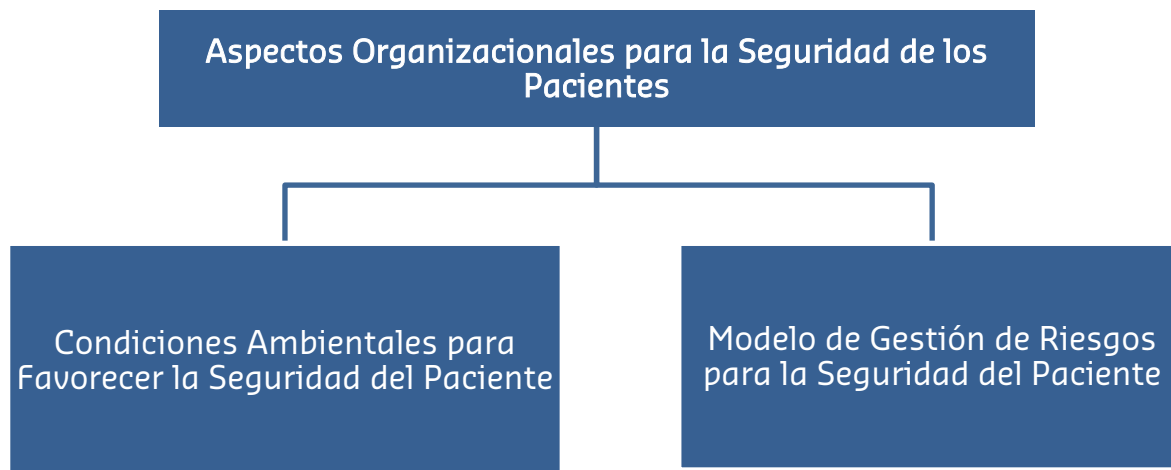 Aspectos Organizacionales para la Seguridad de los
Pacientes
Condiciones Ambientales para
Favorecer la Seguridad del Paciente
Modelo de Gestión de Riesgos
para la Seguridad del Paciente